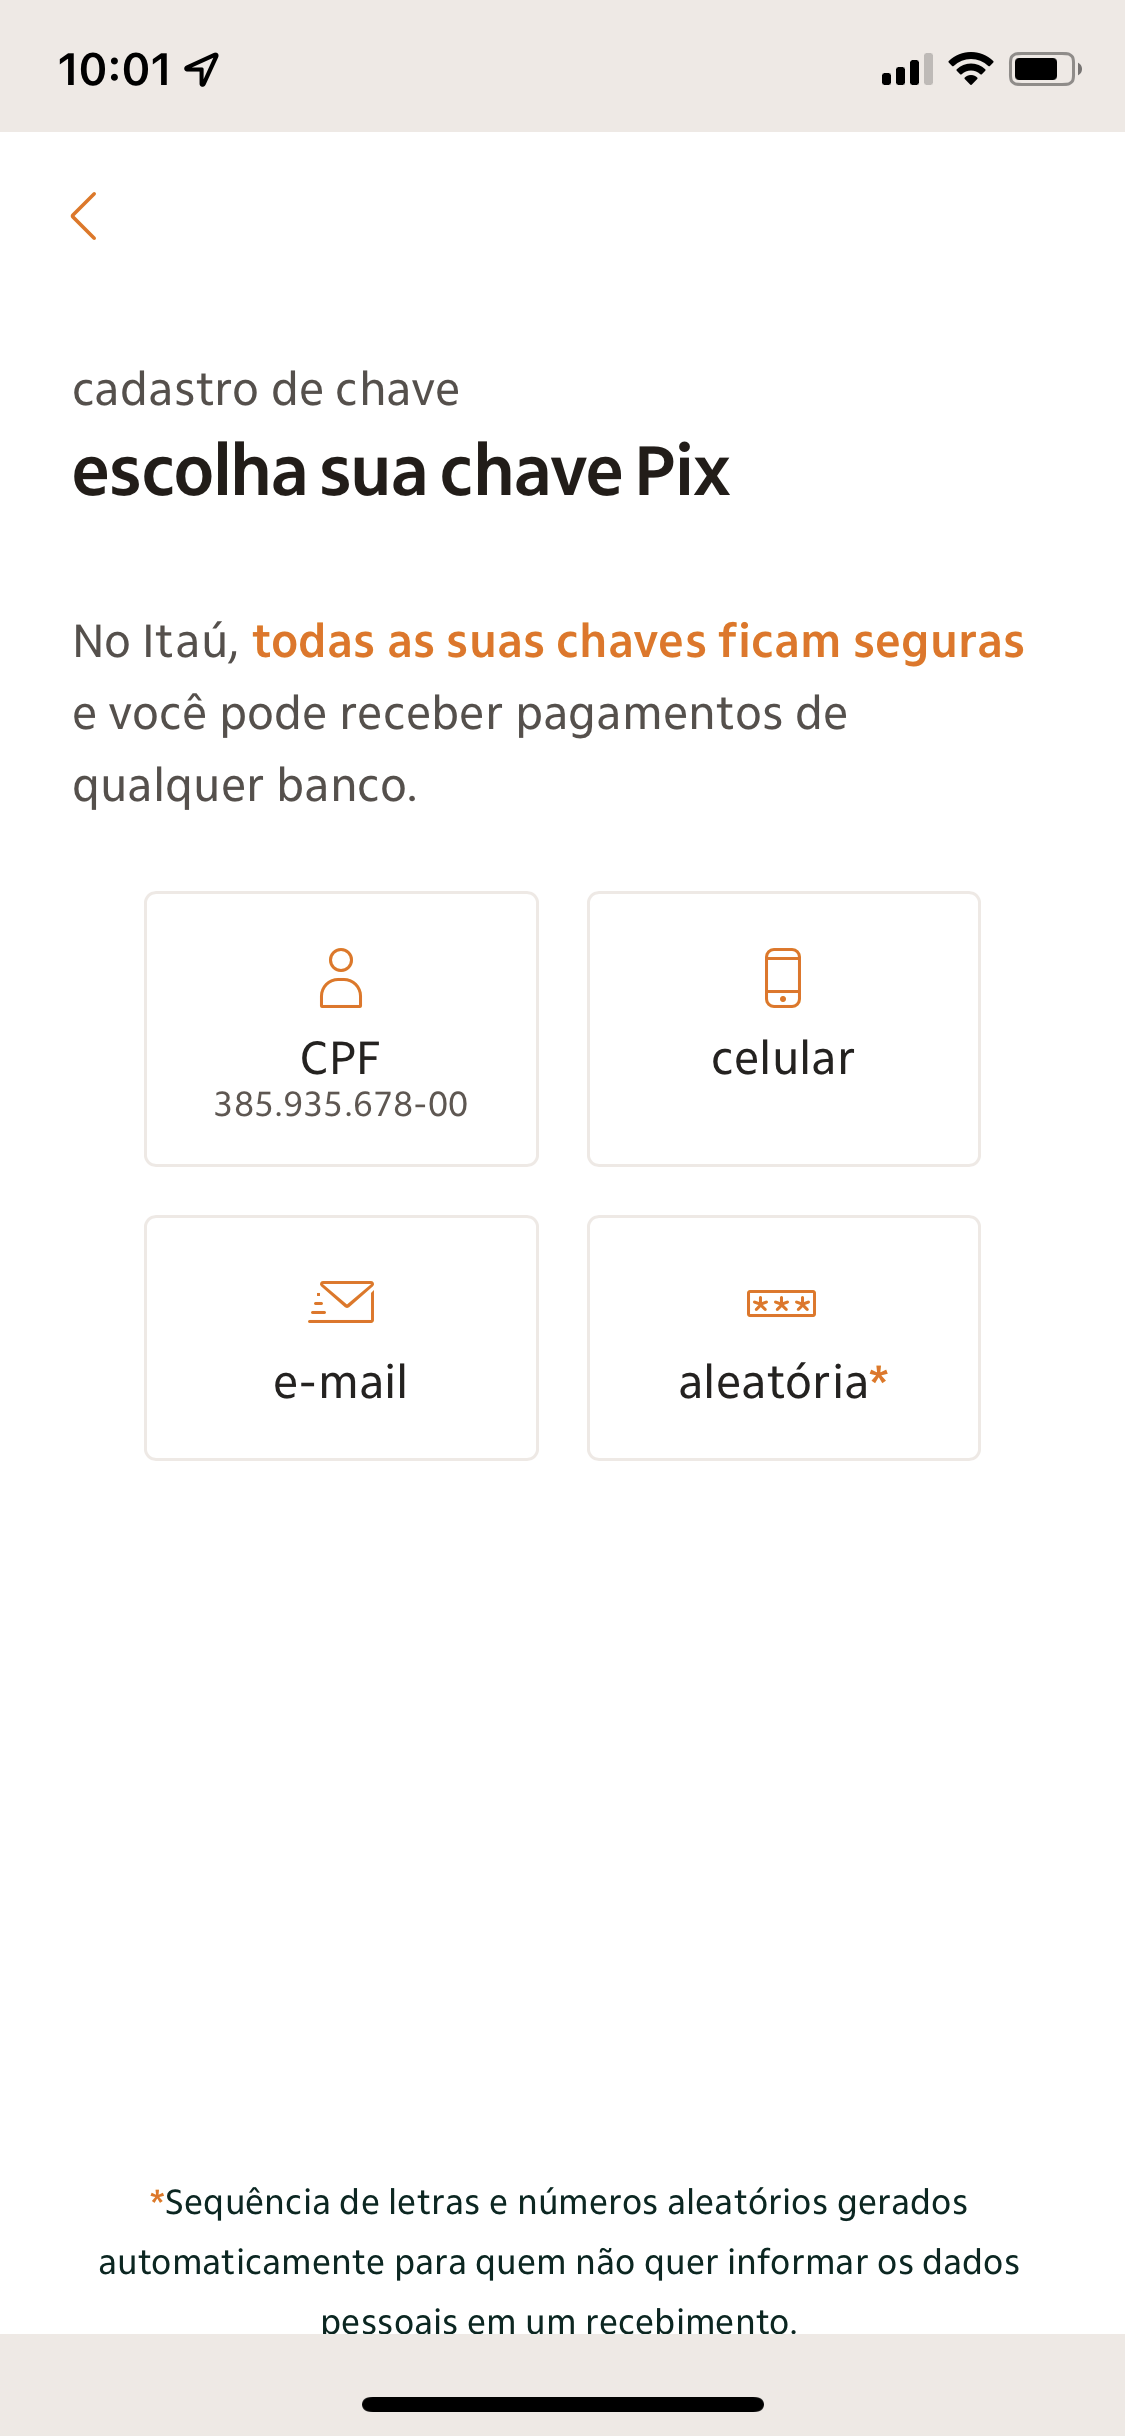 10:01
cadastro de chave
escolha sua chave Pix
No Itaú, todas as suas chaves ficam seguras
e você pode receber pagamentos de
qualquer banco.
CPF
385.935.678-00
celular
e-mail
***
aleatória*
*Sequência de letras e números aleatórios gerados
automaticamente para quem não quer informar os dados
pessoais em um recebimento.